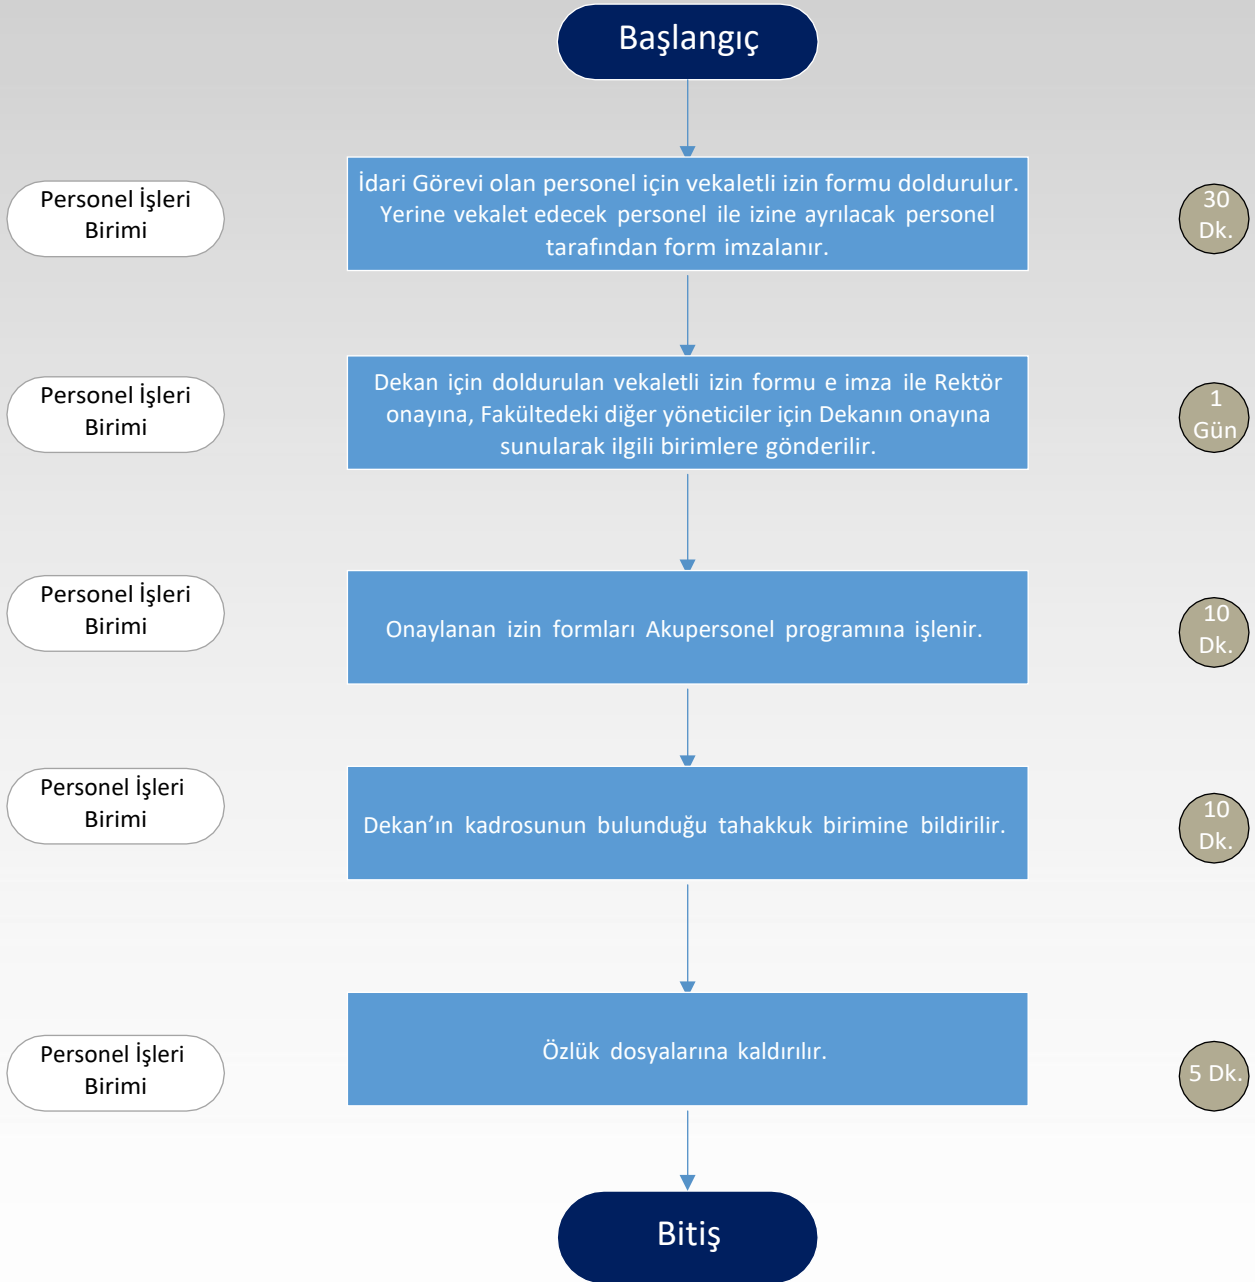 Başlangıç
Personel İşleri
Birimi
İdari Görevi olan personel için vekaletli izin formu doldurulur.
Yerine vekalet edecek personel ile izine ayrılacak personel
tarafından form imzalanır.
30
Dk.
Personel İşleri
Birimi
Dekan için doldurulan vekaletli izin formu e imza ile Rektör
onayına, Fakültedeki diğer yöneticiler için Dekanın onayına
sunularak ilgili birimlere gönderilir.
1
Gün
Personel İşleri
Birimi
Onaylanan izin formları Akupersonel programına işlenir.
10
Dk.
Personel İşleri
Birimi
Dekan’ın kadrosunun bulunduğu tahakkuk birimine bildirilir.
10
Dk.
Personel İşleri
Birimi
Özlük dosyalarına kaldırılır.
5 Dk.
Bitiş